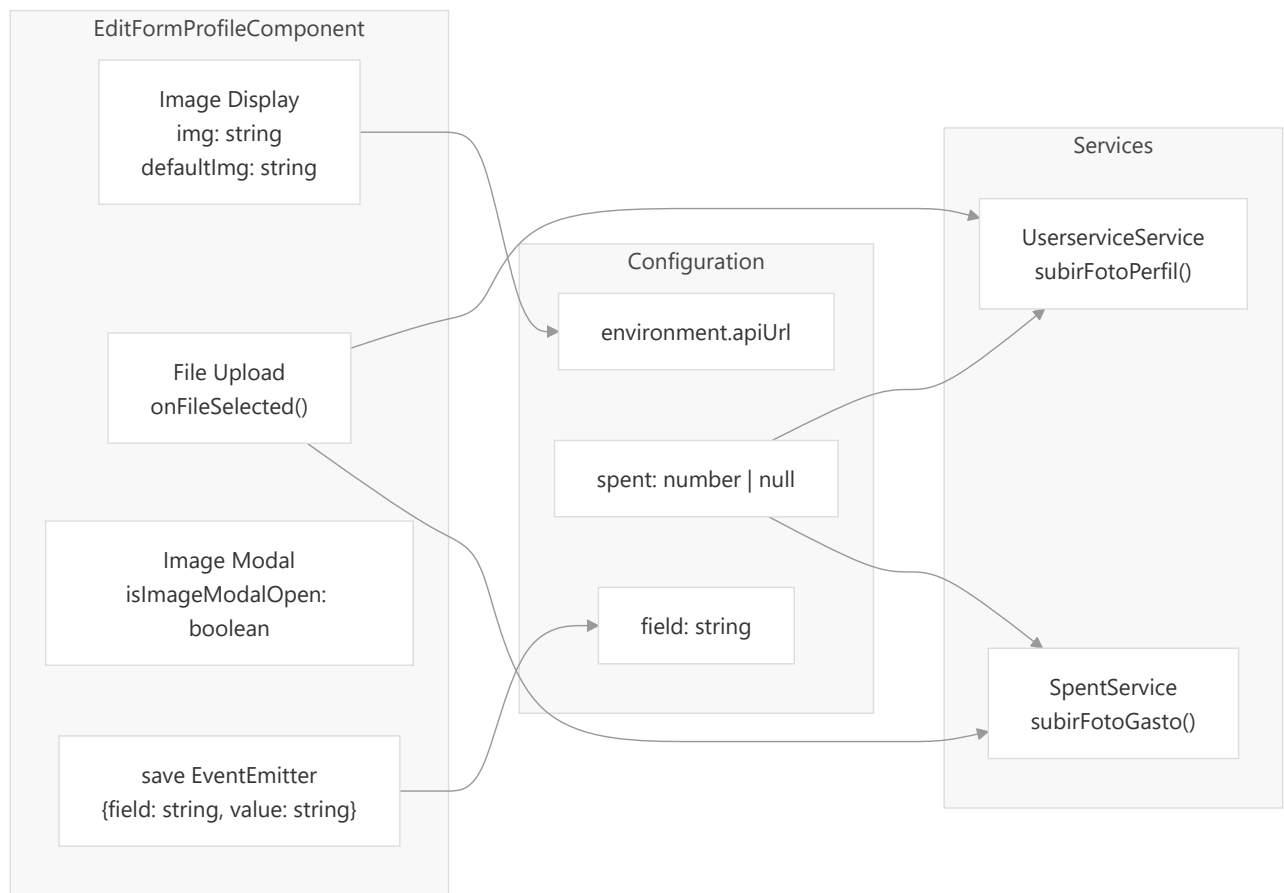 EditFormProfileComponent
Image Display
img: string
defaultImg: string
File Upload
onFileSelected()
Image Modal
isImageModalOpen:
boolean
save EventEmitter
{field: string, value: string}
Configuration
environment.apiUrl
spent: number | null
field: string
Services
UserserviceService
subirFotoPerfil()
SpentService
subirFotoGasto()